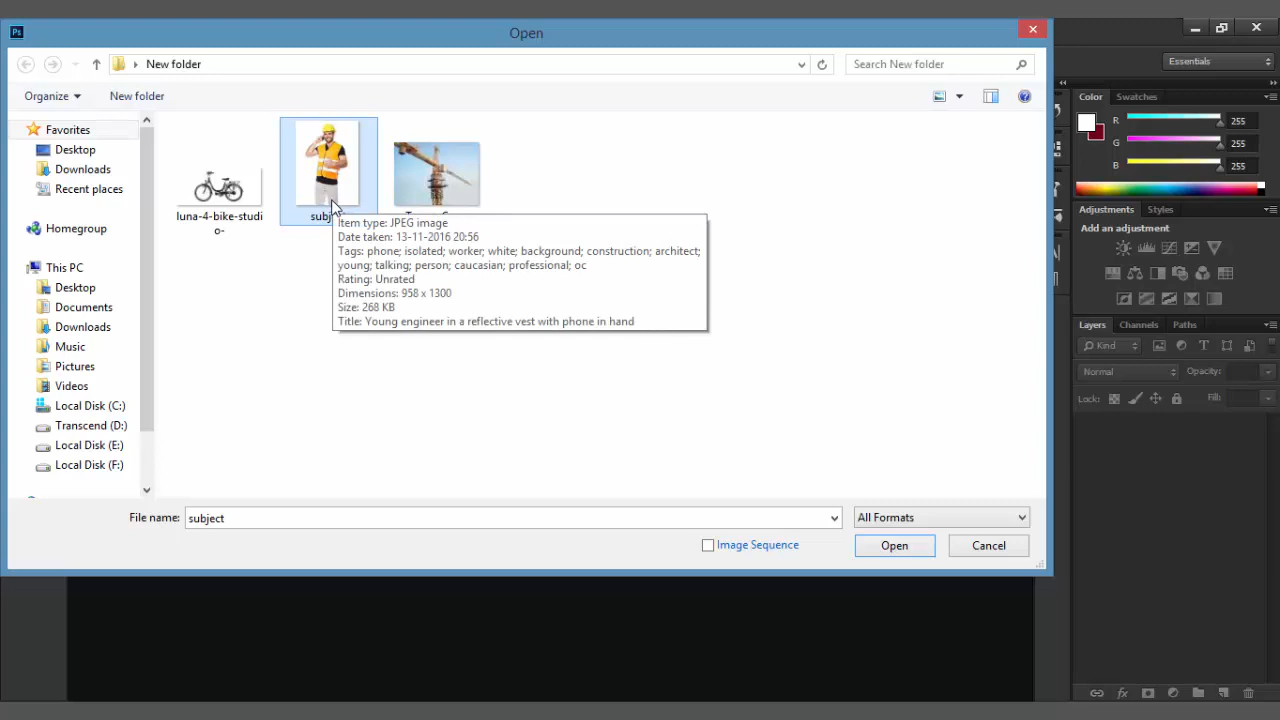 Ps
Open
New folder
Search New folder
Organize
New folder
Favorites
Desktop
Downloads
Recent places
Homegroup
This PC
Desktop
Documents
Downloads
Music
Pictures
Videos
Local Disk (C:)
Transcend (D:)
Local Disk (E:)
Local Disk (F:)
luna-4-bike-studi
o-
Item type: JPEG image
Date taken: 13-11-2016 20:56
Tags: phone; isolated; worker; white; background; construction; architect;
young; talking; person; caucasian; professional; oc
Rating: Unrated
Dimensions: 958 x 1300
Size: 268 KB
Title: Young engineer in a reflective vest with phone in hand
File name:
subject
All Formats
Image Sequence
Open
Cancel
Essentials
Color
Swatches
R
255
G
255
B
255
Adjustments
Styles
Add an adjustment
Layers
Channels
Paths
Kind
Normal
Opacity:
Lock:
Fill:
fx